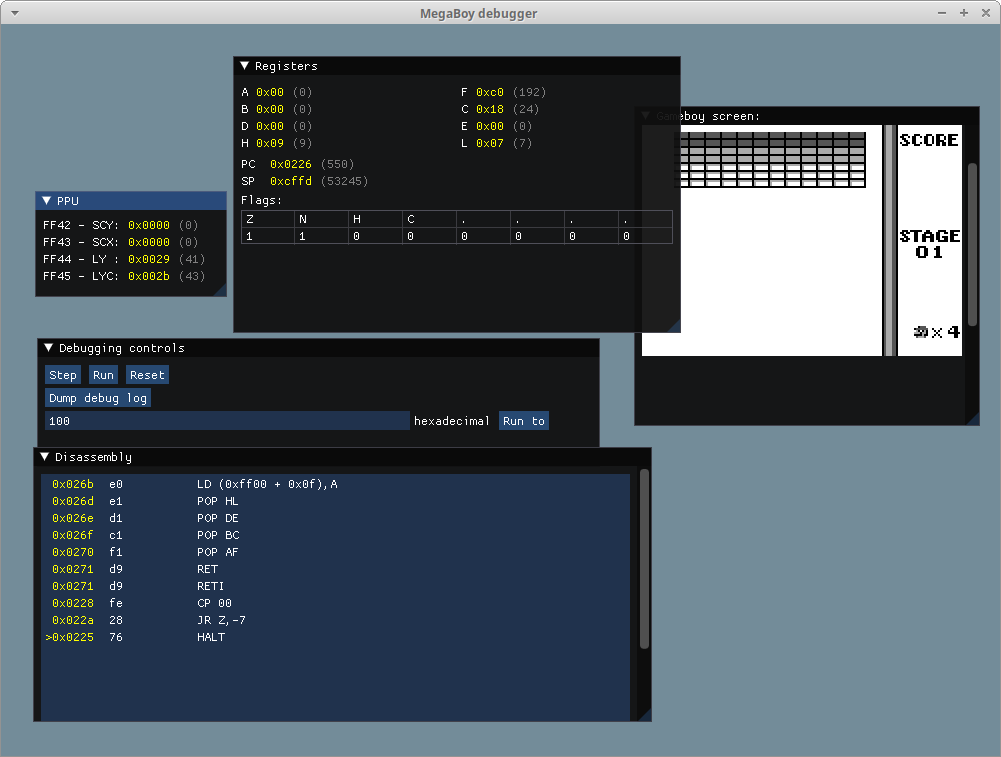 MegaBoy debugger
Registers
A 0x00 (0) F 0xc0 (192)
B 0x00 (0) C 0x18 (24)
D 0x00 (0) E 0x00 (0)
H 0x09 (9) L 0x07 (7)
PC 0x0226 (550)
SP 0xcffd (53245)
Flags:
Z N H C . . . .
1 1 0 0 0 0 0 0
Gameboy screen:
SCORE
STAGE
01
x 4
PPU
FF42 - SCY: 0x0000 (0)
FF43 - SCX: 0x0000 (0)
FF44 - LY : 0x0029 (41)
FF45 - LYC: 0x002b (43)
Debugging controls
Step Run Reset
Dump debug log
100 hexadecimal Run to
Disassembly
0x026b e0 LD (0xff00 + 0x0f),A
0x026d e1 POP HL
0x026e d1 POP DE
0x026f c1 POP BC
0x0270 f1 POP AF
0x0271 d9 RET
0x0271 d9 RETI
0x0228 fe CP 00
0x022a 28 JR Z,-7
>0x0225 76 HALT